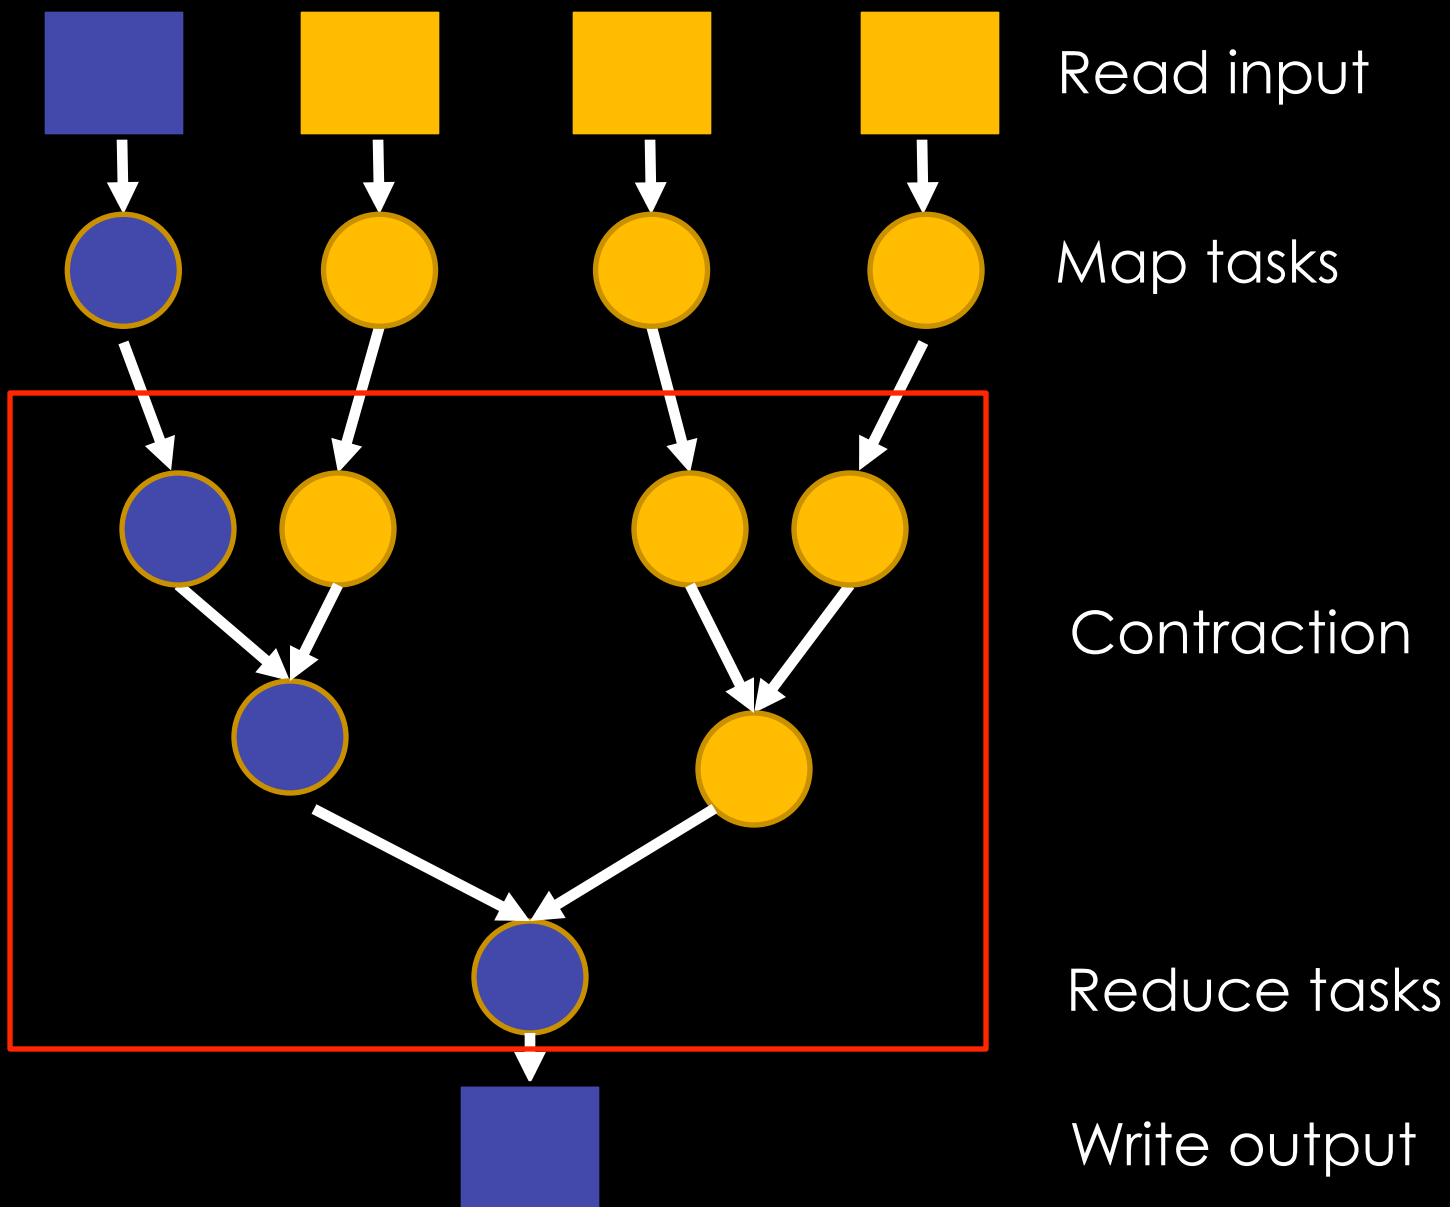 Read input
Map tasks
Contraction
Reduce tasks
Write output